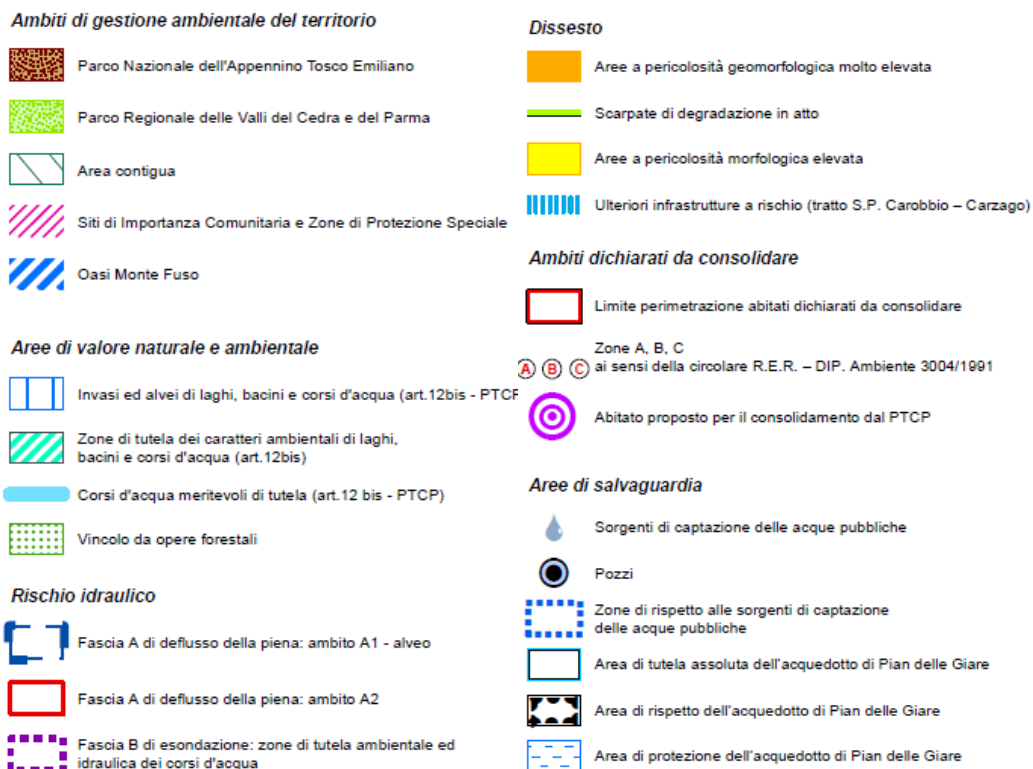 Ambiti di gestione ambientale del territorio
Parco Nazionale dell'Appennino Tosco Emiliano
Parco Regionale delle Valli del Cedra e del Parma
Area contigua
Siti di Importanza Comunitaria e Zone di Protezione Speciale
Oasi Monte Fuso
Aree di valore naturale e ambientale
Invasi ed alvei di laghi, bacini e corsi d'acqua (art.12bis - PTCP
Zone di tutela dei caratteri ambientali di laghi,
bacini e corsi d'acqua (art.12bis)
Corsi d'acqua meritevoli di tutela (art.12 bis - PTCP)
Vincolo da opere forestali
Rischio idraulico
Fascia A di deflusso della piena: ambito A1 - alveo
Fascia A di deflusso della piena: ambito A2
Fascia B di esondazione: zone di tutela ambientale ed
idraulica dei corsi d'acqua
Dissesto
Aree a pericolosità geomorfologica molto elevata
Scarpate di degradazione in atto
Aree a pericolosità morfologica elevata
Ulteriori infrastrutture a rischio (tratto S.P. Carobbio – Carzago)
Ambiti dichiarati da consolidare
Limite perimetrazione abitati dichiarati da consolidare
Zone A, B, C
A B C ai sensi della circolare R.E.R. – DIP. Ambiente 3004/1991
Abitato proposto per il consolidamento dal PTCP
Aree di salvaguardia
Sorgenti di captazione delle acque pubbliche
Pozzi
Zone di rispetto alle sorgenti di captazione
delle acque pubbliche
Area di tutela assoluta dell'acquedotto di Pian delle Giare
Area di rispetto dell'acquedotto di Pian delle Giare
Area di protezione dell'acquedotto di Pian delle Giare